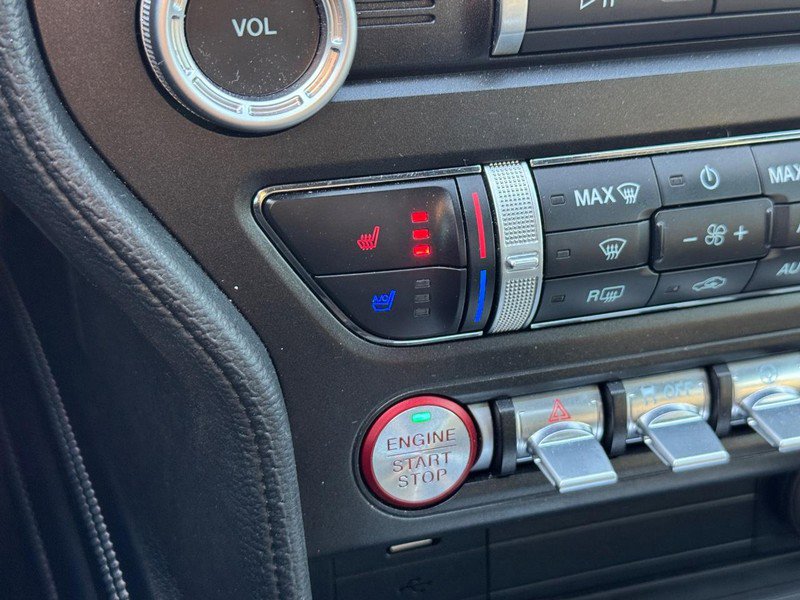 VOL
MAX
MAX
R
A/C
AU
OFF
ENGINE
START
STOP